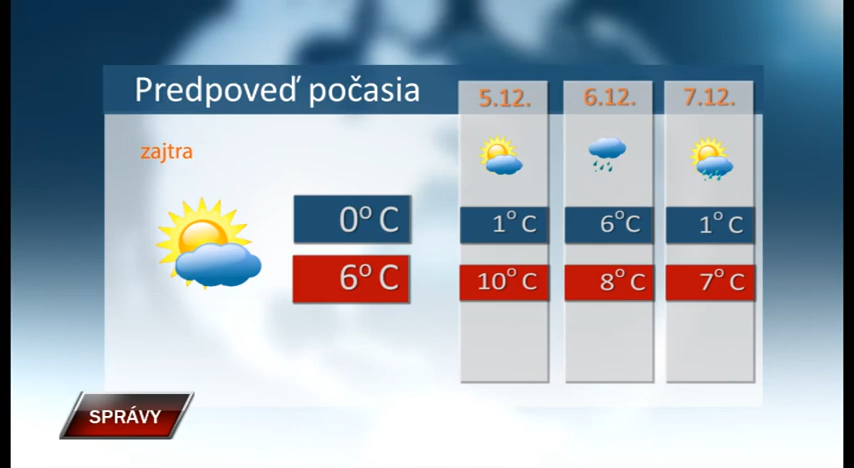 Predpoveď počasia
zajtra
0° C
6° C
5.12.
1° C
10° C
6.12.
6°C
8° C
7.12.
1° C
7° C
SPRÁVY